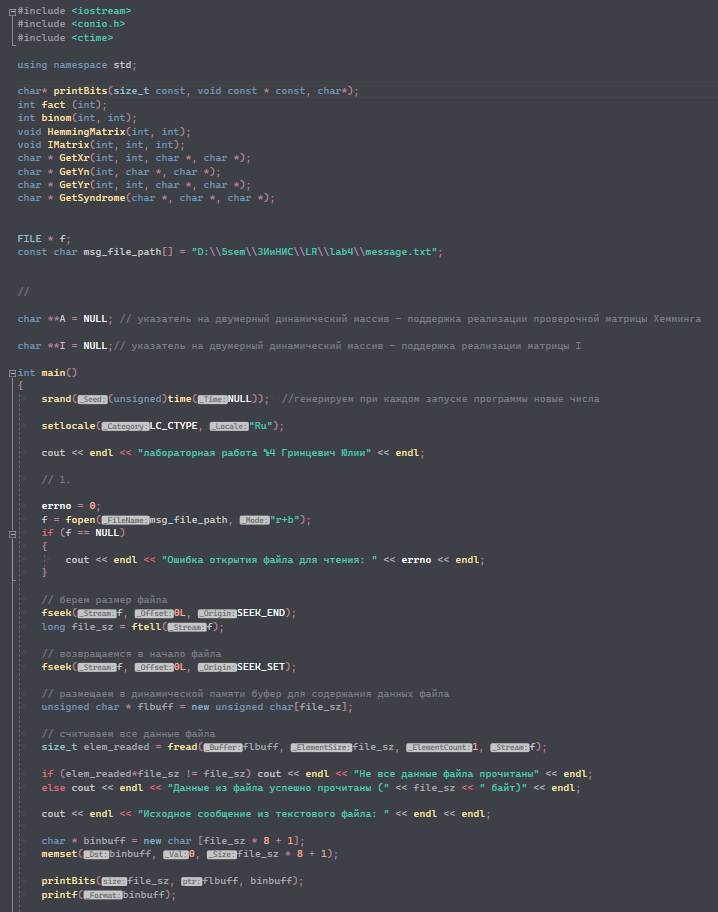 #include <iostream>
#include <conio.h>
#include <ctime>
using namespace std;
char* printBits(size_t const, void const * const, char*);
int fact (int);
int binom(int, int);
void HemmingMatrix(int, int);
void IMatrix(int, int, int);
char * GetXr(int, int, char *, char *);
char * GetYn(int, char *, char *);
char * GetYr(int, int, char *, char *);
char * GetSyndrome(char *, char *, char *);
FILE * f;
const char msg_file_path[] = "D:\\5sem\\ЗИиНИС\\LR\\lab4\\message.txt";
//
char **A = NULL; // указатель на двумерный динамический массив - поддержка реализации проверочной матрицы Хемминга
char **I = NULL;// указатель на двумерный динамический массив - поддержка реализации матрицы I
int main()
{
srand(_Seed:(unsigned)time(_Time:NULL)); //генерируем при каждом запуске программы новые числа
setlocale(_Category:LC_CTYPE, _Locale:"Ru");
cout << endl << "лабораторная работа №4 Гринцевич Юлии" << endl;
// 1.
errno = 0;
f = fopen(_FileName:msg_file_path, _Mode:"r+b");
if (f == NULL)
{
cout << endl << "Ошибка открытия файла для чтения: " << errno << endl;
}
// берем размер файла
fseek(_Stream:f, _Offset:0L, _Origin:SEEK_END);
long file_sz = ftell(_Stream:f);
// возвращаемся в начало файла
fseek(_Stream:f, _Offset:0L, _Origin:SEEK_SET);
// размещаем в динамической памяти буфер для содержания данных файла
unsigned char * flbuff = new unsigned char[file_sz];
// считываем все данные файла
size_t elem_readed = fread(_Buffer:flbuff, _ElementSize:file_sz, _ElementCount:1, _Stream:f);
if (elem_readed*file_sz != file_sz) cout << endl << "Не все данные файла прочитаны" << endl;
else cout << endl << "Данные из файла успешно прочитаны (" << file_sz << " байт)" << endl;
cout << endl << "Исходное сообщение из текстового файла: " << endl << endl;
char * binbuff = new char [file_sz * 8 + 1];
memset(_Dst:binbuff, _Val:0, _Size:file_sz * 8 + 1);
printBits(size:file_sz, ptr:flbuff, binbuff);
printf(_Format:binbuff);